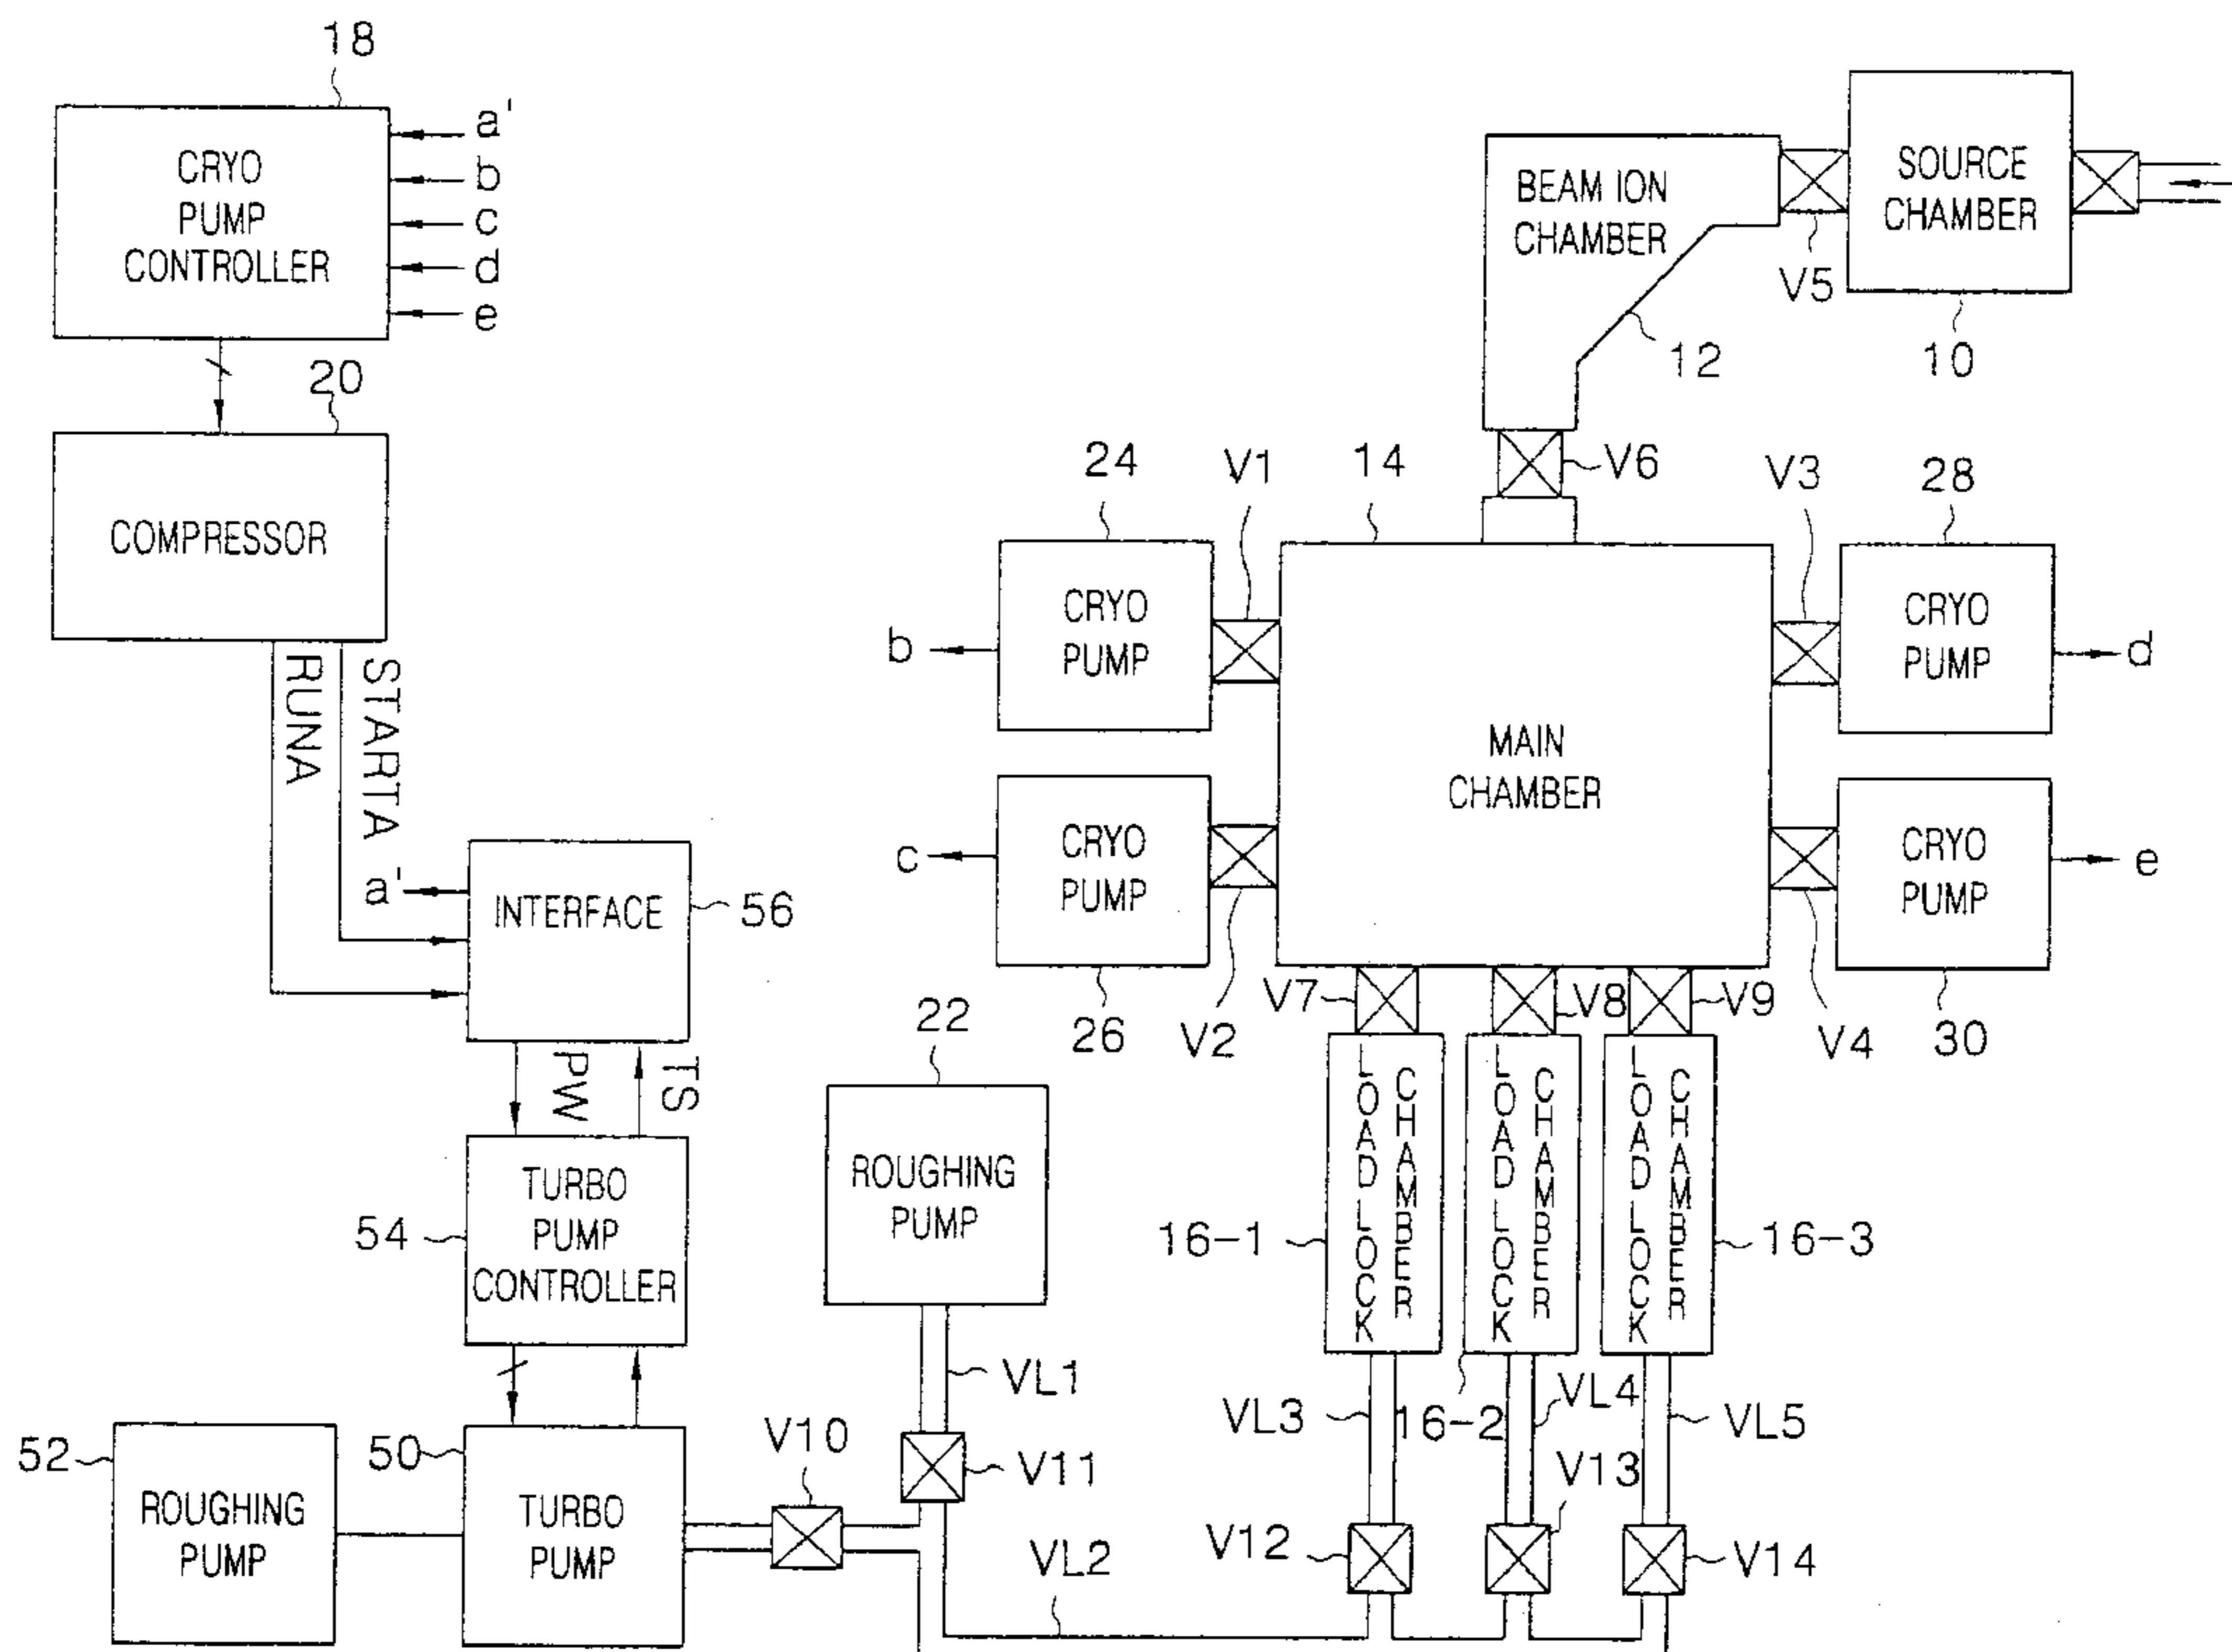 18
CRYO
PUMP
CONTROLLER
a'
b
c
d
e
20
COMPRESSOR
RUNA
STARTA
a'
INTERFACE
56
PW
TS
54
TURBO
PUMP
CONTROLLER
52
ROUGHING
PUMP
50
TURBO
PUMP
V10
22
ROUGHING
PUMP
VL1
V11
VL2
BEAM ION
CHAMBER
12
V5
SOURCE
CHAMBER
10
V6
24
CRYO
PUMP
b
V1
14
MAIN
CHAMBER
V3
28
CRYO
PUMP
d
c
CRYO
PUMP
26
V2
CRYO
PUMP
e
V4
30
V7
V8
V9
16-1
LOAD LOCK
CHAMBER
LOAD LOCK
CHAMBER
LOAD LOCK
CHAMBER
16-3
VL3
16-2
VL4
VL5
V12
V13
V14